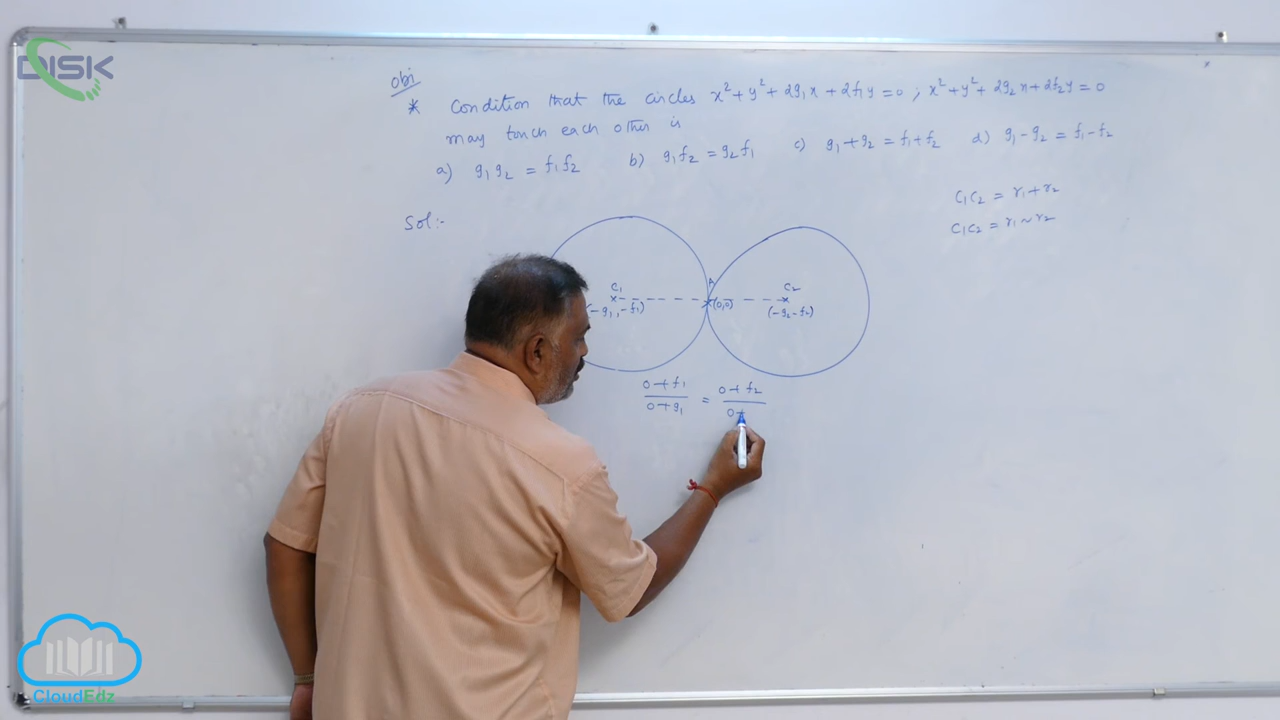 DISK
Obj
* Condition that the circles x²+y²+2g₁x+2f₁y=0 ; x²+y²+2g₂x+2f₂y=0
may touch each other is
a) g₁g₂ = f₁f₂ b) g₁f₂ = g₂f₁ c) g₁+g₂ = f₁+f₂ d) g₁-g₂ = f₁-f₂
C₁C₂ = r₁+r₂
Sol:-
C₁C₂ = r₁~r₂
C₁ A C₂
(-g₁,-f₁) (0,0) (-g₂-f₂)
0+f₁ = 0+f₂
0+g₁ 0+
CloudEdz